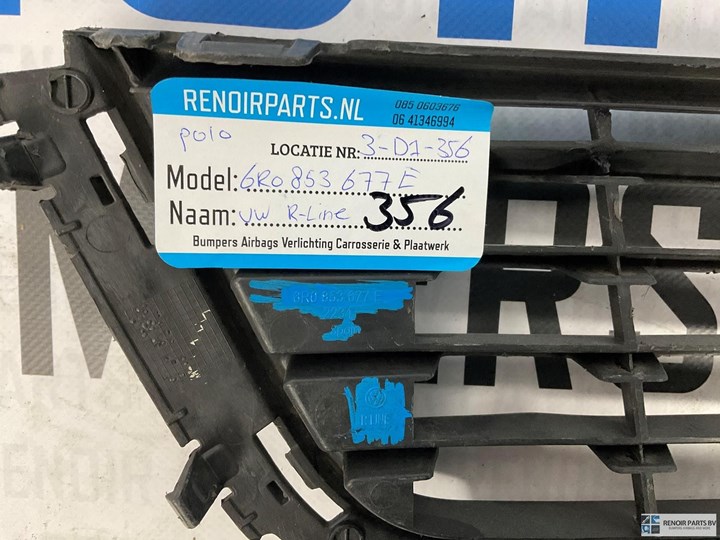 RENOIRPARTS.NL
085 0603676
06 41346994
polo
LOCATIE NR: 3-D1-356
Model: 6R0 853 677 E
Naam: VW R-Line 356
Bumpers Airbags Verlichting Carrosserie & Plaatwerk
6R0 853 677 E
R LINE
RENOIR PARTS BV